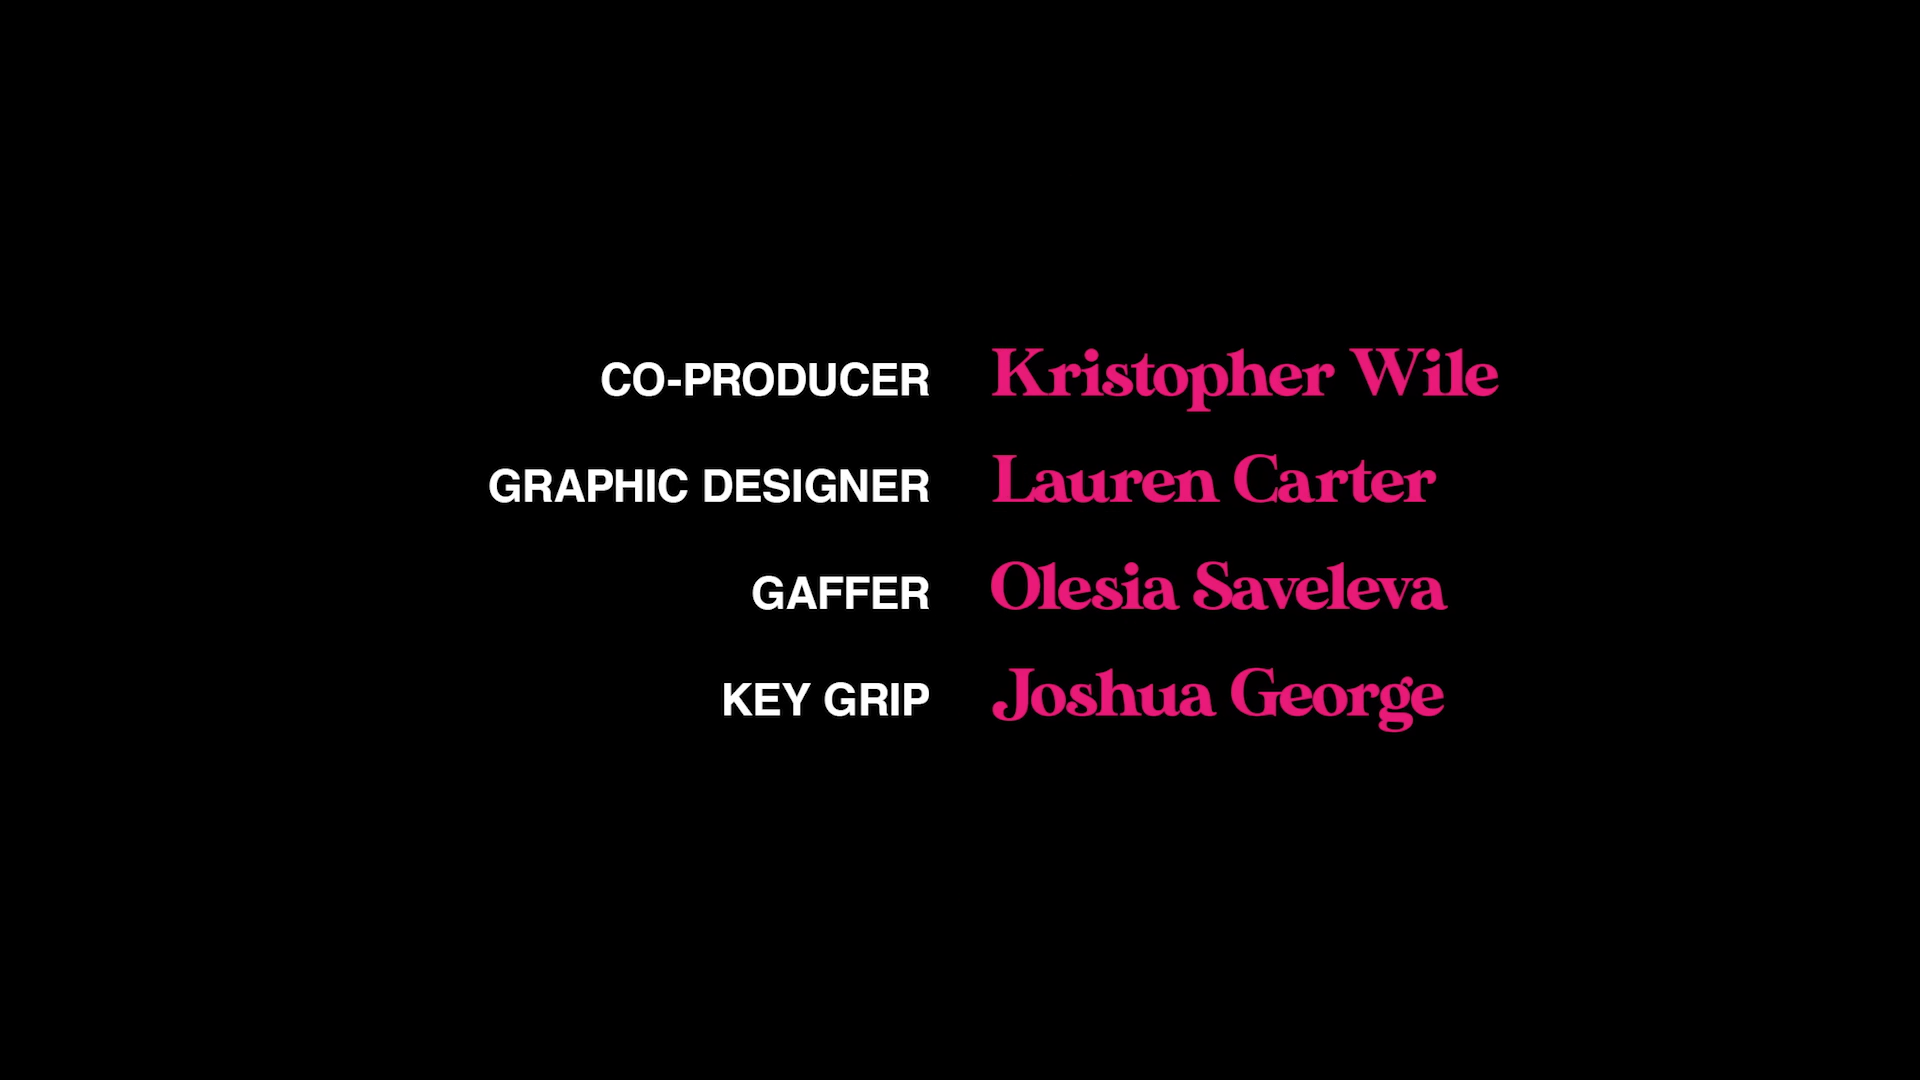 CO-PRODUCER Kristopher Wile
GRAPHIC DESIGNER Lauren Carter
GAFFER Olesia Saveleva
KEY GRIP Joshua George